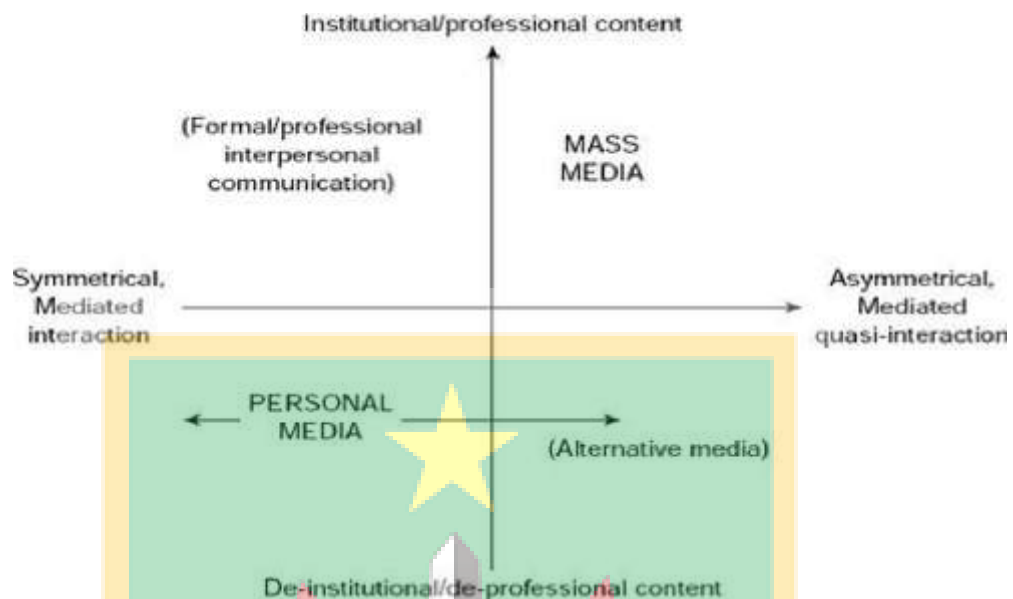 Institutional/professional content
(Formal/professional
interpersonal
communication)
MASS
MEDIA
Symmetrical,
Mediated
interaction
Asymmetrical,
Mediated
quasi-interaction
PERSONAL
MEDIA
(Alternative media)
De-institutional/de-professional content